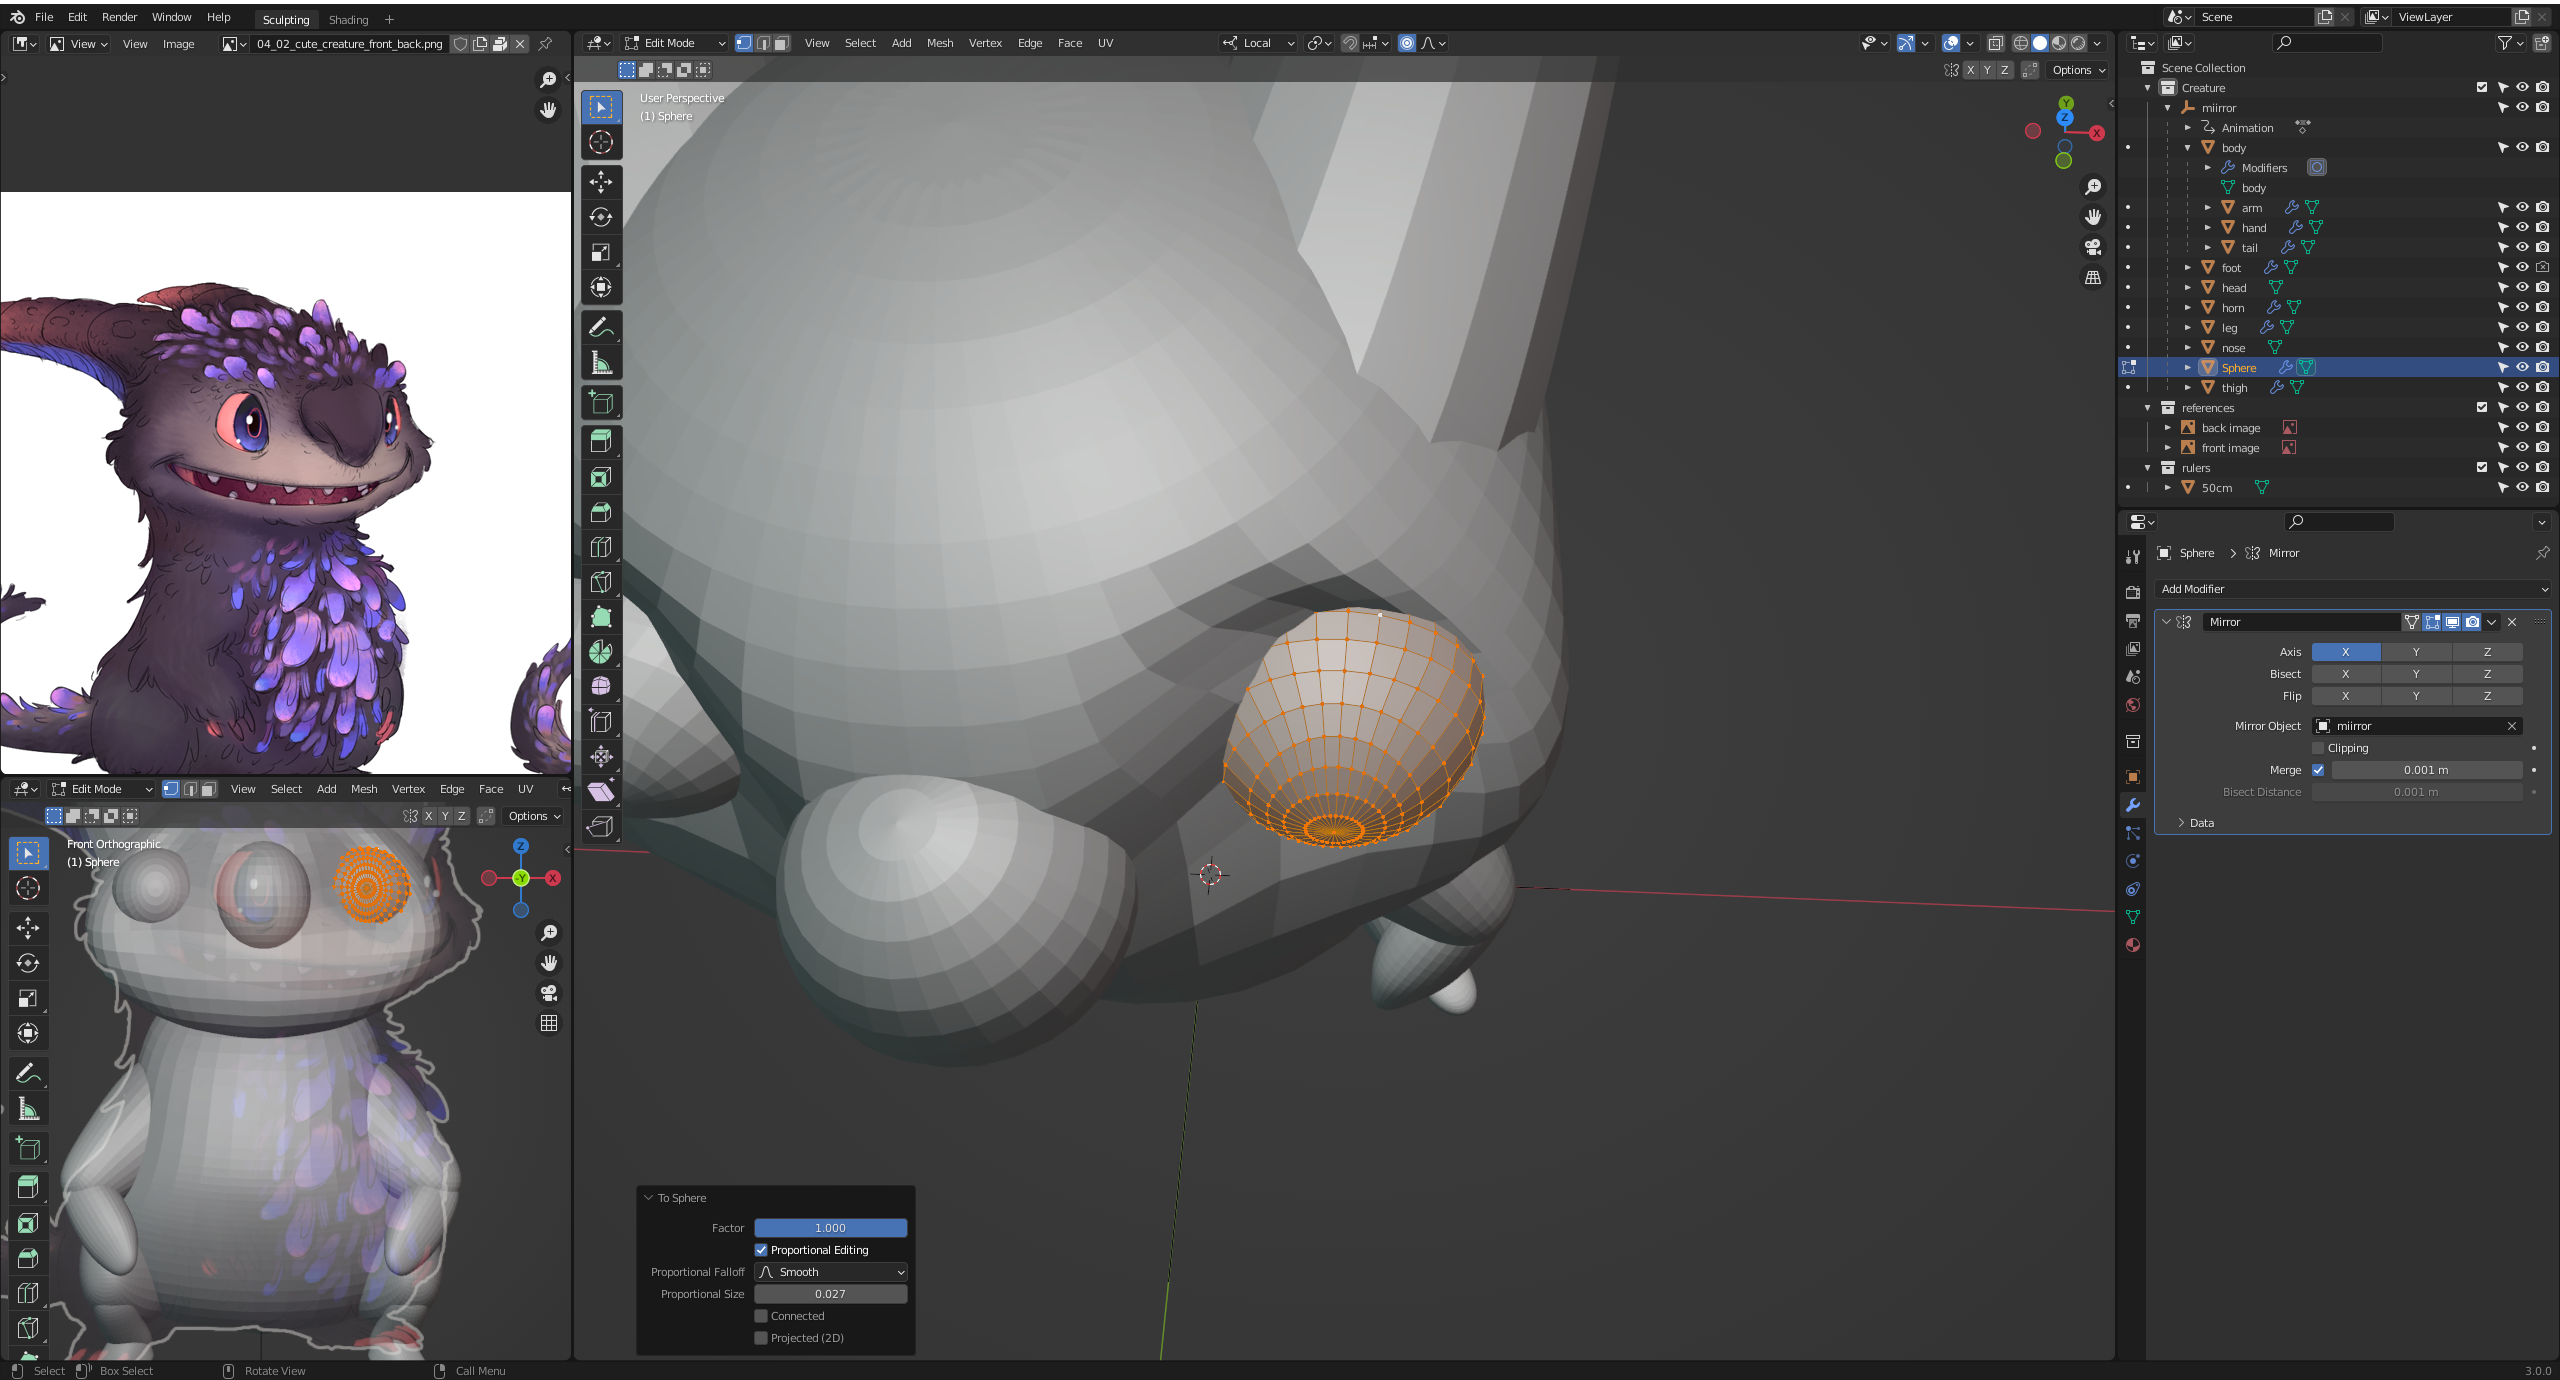 File Edit Render Window Help Sculpting Shading + Scene ViewLayer
View View Image 04_02_cute_creature_front_back.png
Edit Mode View Select Add Mesh Vertex Edge Face UV Local
X Y Z Options
User Perspective
(1) Sphere
Y
Z
X
Scene Collection
Creature
miirror
Animation
body
Modifiers
body
arm
hand
tail
foot
head
horn
leg
nose
Sphere
thigh
references
back image
front image
rulers
50cm
Sphere > Mirror
Add Modifier
Mirror
Axis X Y Z
Bisect X Y Z
Flip X Y Z
Mirror Object miirror
Clipping
Merge 0.001 m
Bisect Distance 0.001 m
Data
Edit Mode View Select Add Mesh Vertex Edge Face UV
X Y Z Options
Front Orthographic
(1) Sphere
Z
-Y X
To Sphere
Factor 1.000
Proportional Editing
Proportional Falloff Smooth
Proportional Size 0.027
Connected
Projected (2D)
Select Box Select Rotate View Call Menu 3.0.0